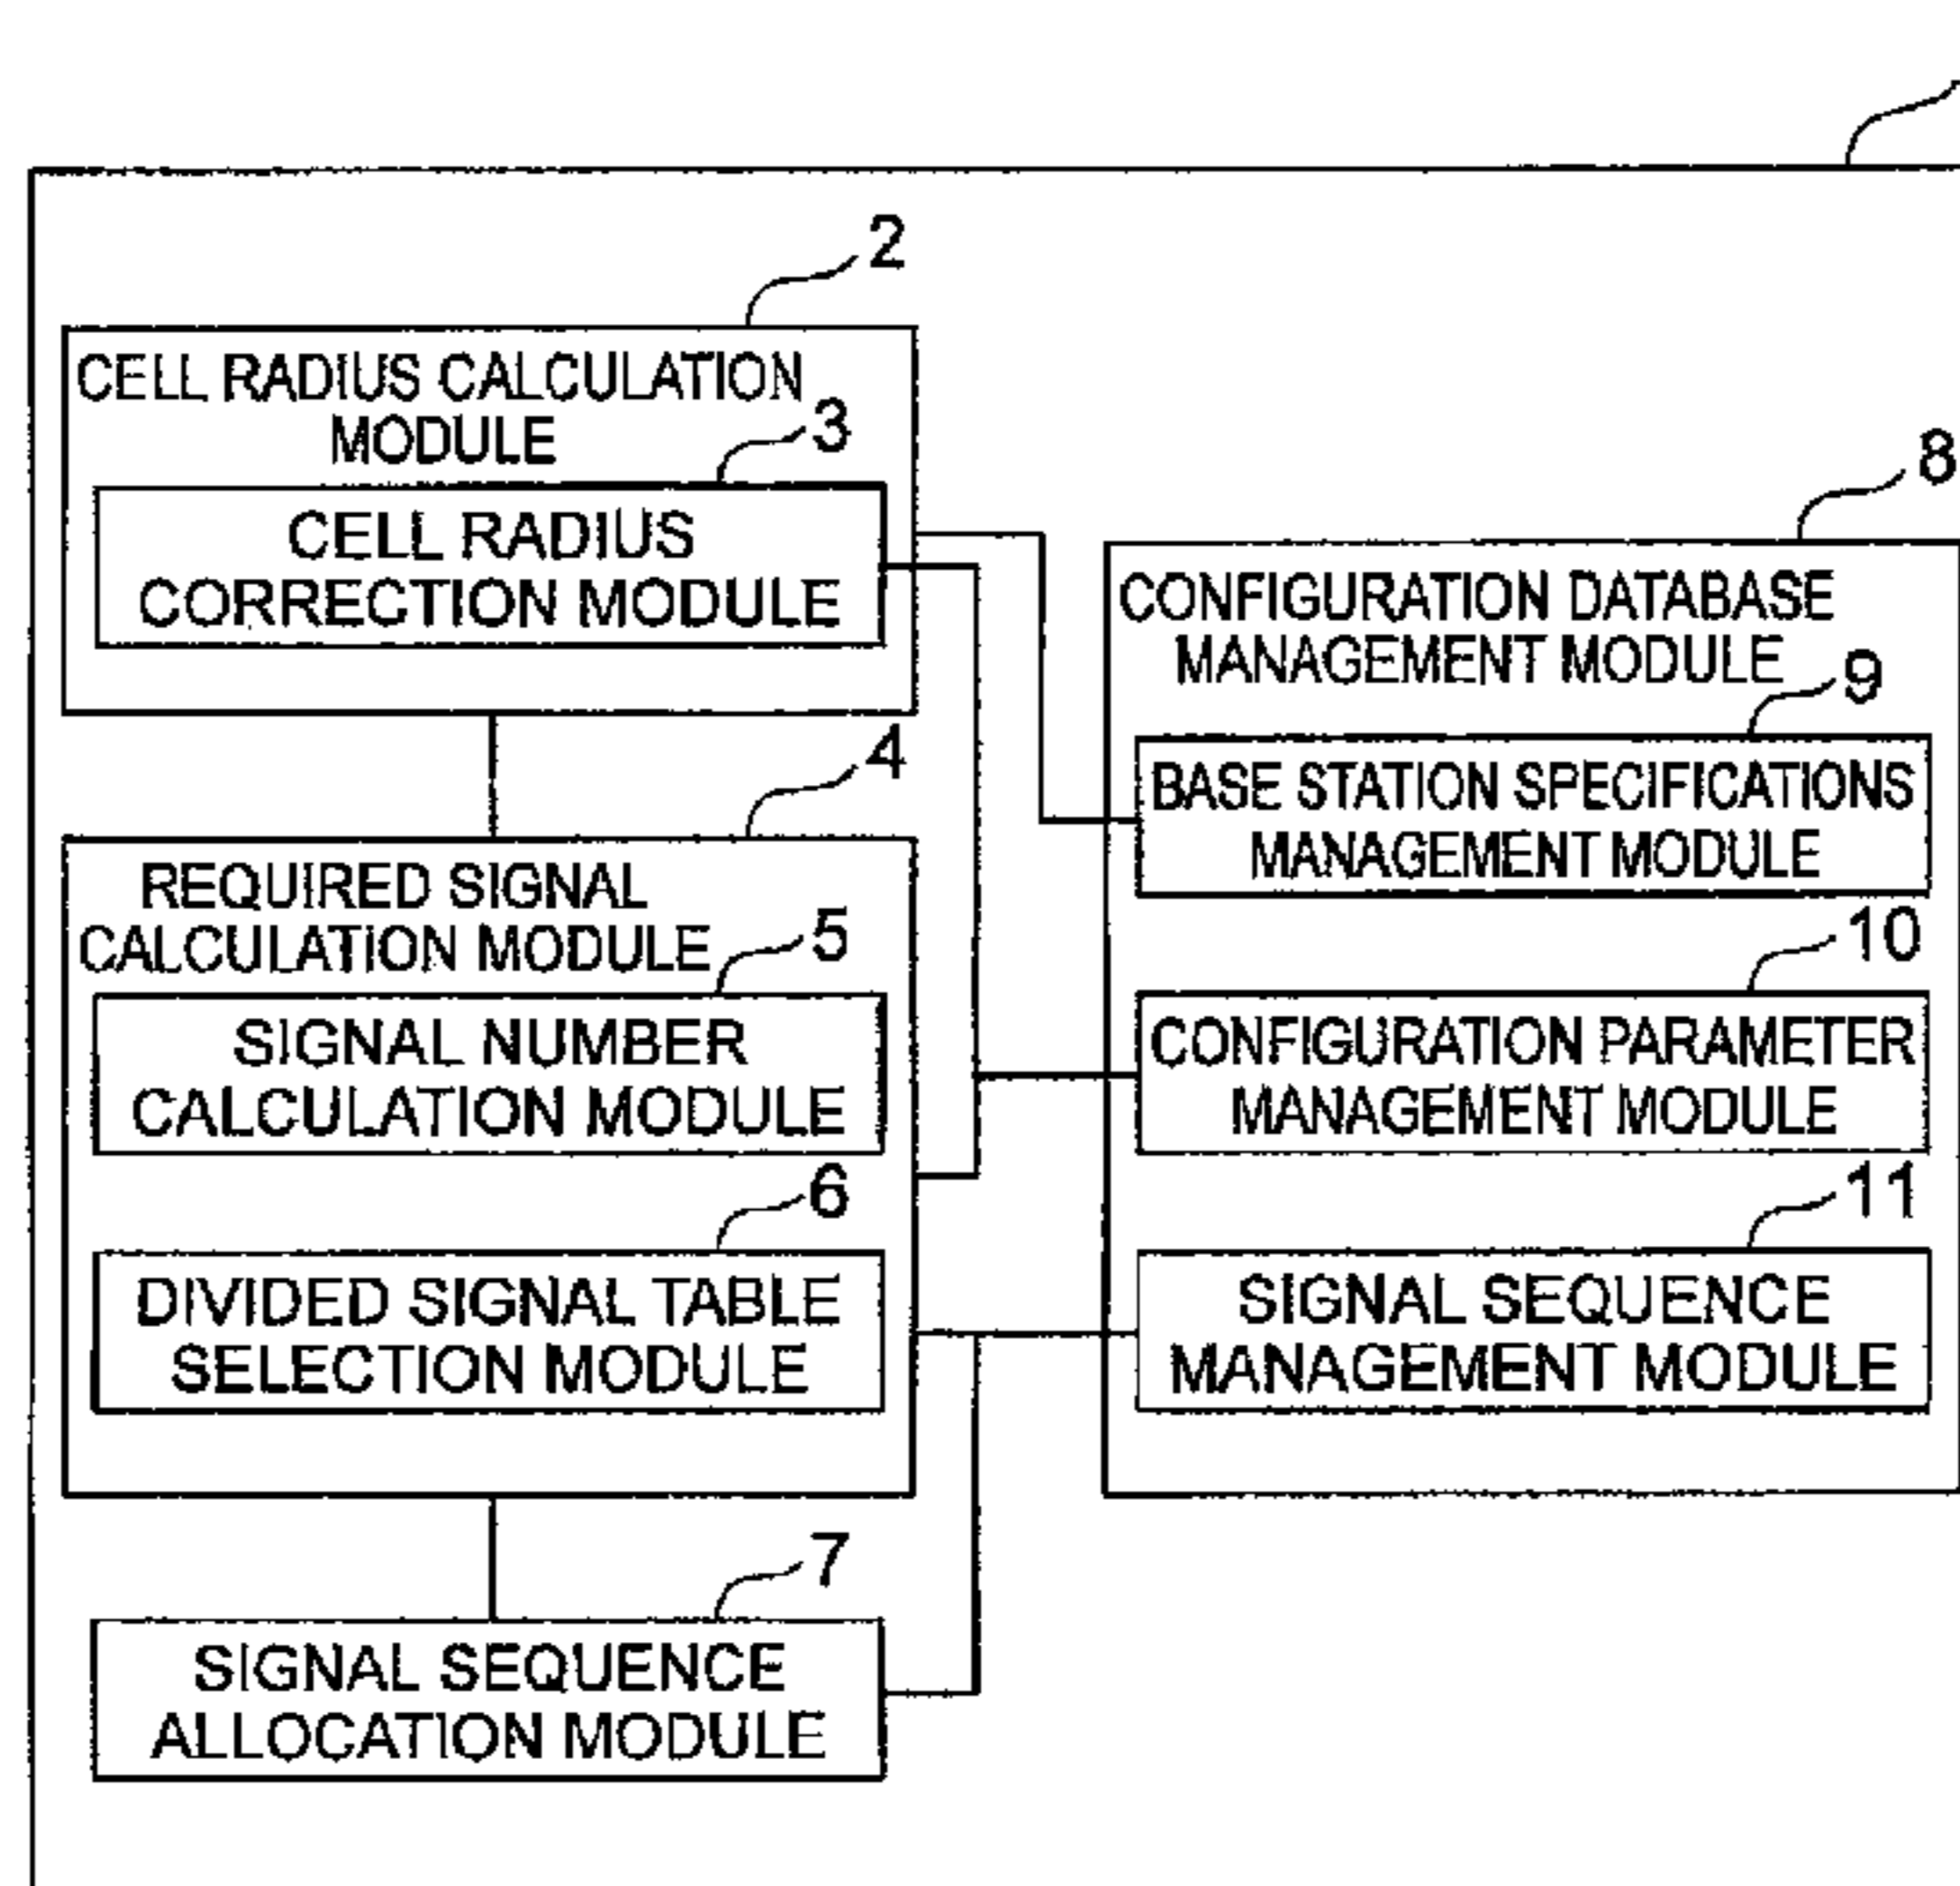 2
CELL RADIUS CALCULATION
MODULE
3
CELL RADIUS
CORRECTION MODULE
4
REQUIRED SIGNAL
CALCULATION MODULE
5
SIGNAL NUMBER
CALCULATION MODULE
6
DIVIDED SIGNAL TABLE
SELECTION MODULE
7
SIGNAL SEQUENCE
ALLOCATION MODULE
8
CONFIGURATION DATABASE
MANAGEMENT MODULE
9
BASE STATION SPECIFICATIONS
MANAGEMENT MODULE
10
CONFIGURATION PARAMETER
MANAGEMENT MODULE
11
SIGNAL SEQUENCE
MANAGEMENT MODULE